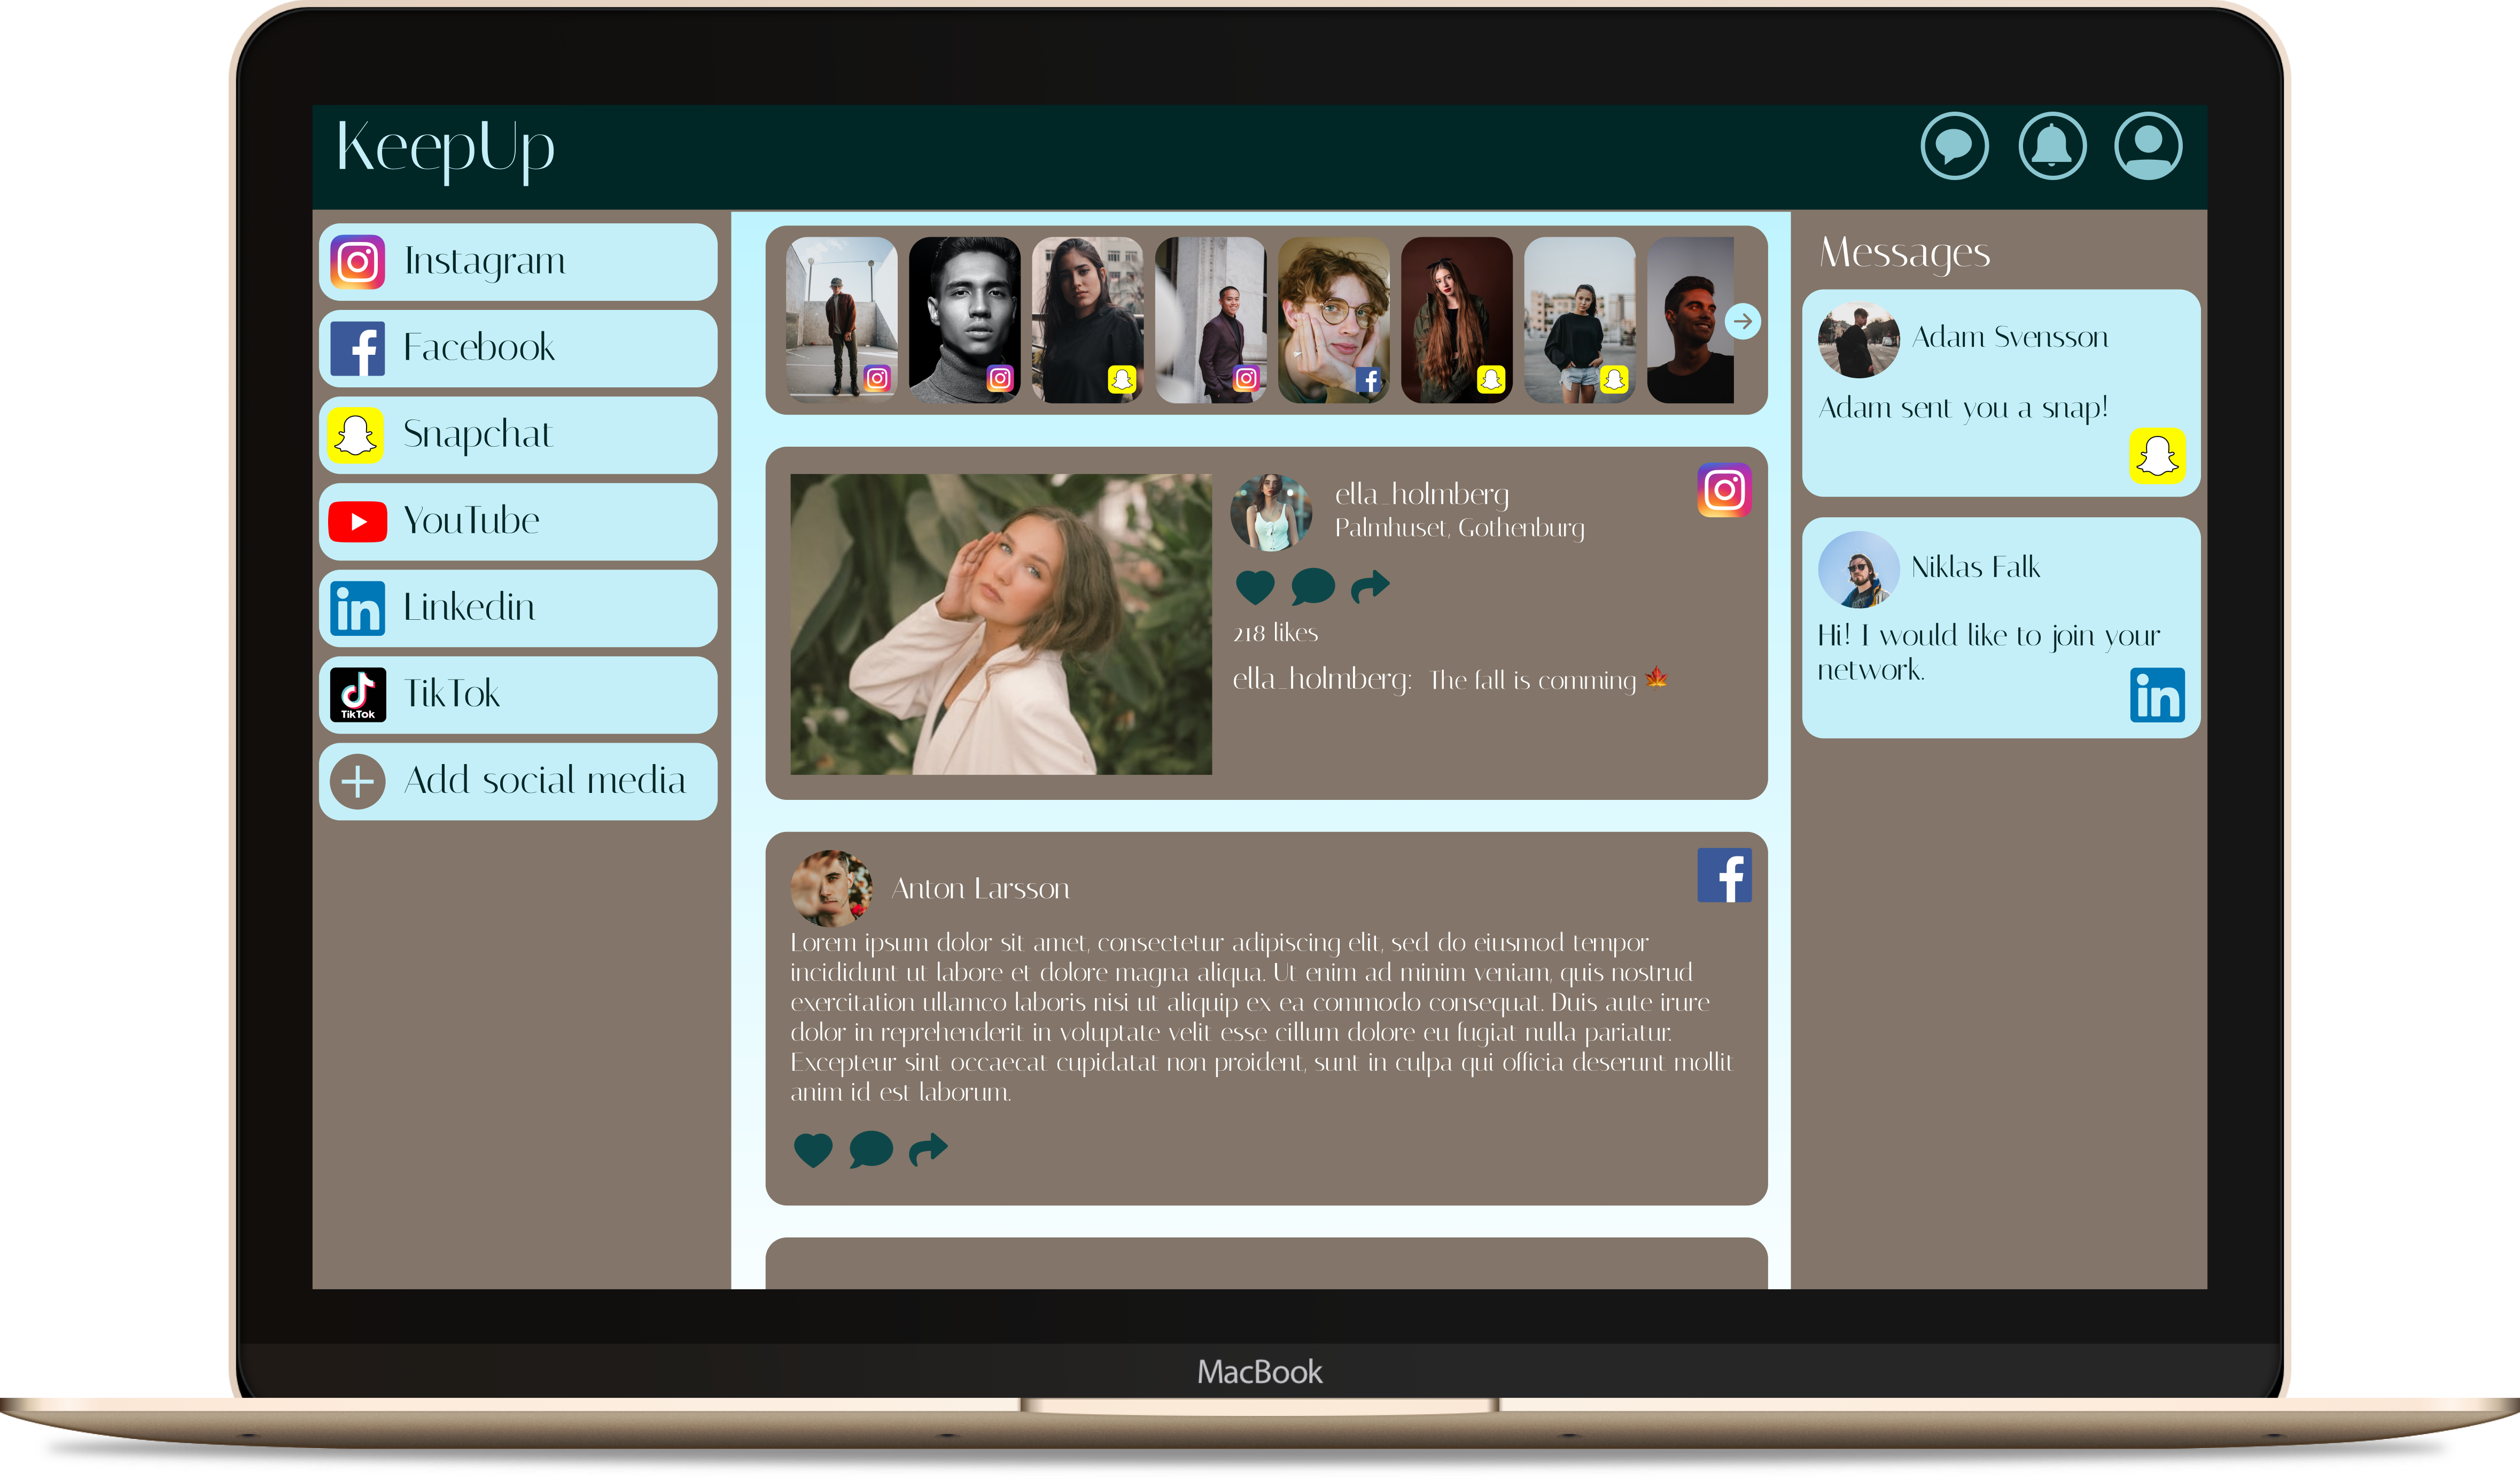 KeepUp
Instagram
Facebook
Snapchat
YouTube
Linkedin
TikTok
TikTok
Add social media
ella_holmberg
Palmhuset, Gothenburg
218 likes
ella_holmberg: The fall is comming 🍁
Anton Larsson
Lorem ipsum dolor sit amet, consectetur adipiscing elit, sed do eiusmod tempor
incididunt ut labore et dolore magna aliqua. Ut enim ad minim veniam, quis nostrud
exercitation ullamco laboris nisi ut aliquip ex ea commodo consequat. Duis aute irure
dolor in reprehenderit in voluptate velit esse cillum dolore eu fugiat nulla pariatur.
Excepteur sint occaecat cupidatat non proident, sunt in culpa qui officia deserunt mollit
anim id est laborum.
Messages
Adam Svensson
Adam sent you a snap!
Niklas Falk
Hi! I would like to join your
network.
in
in
MacBook